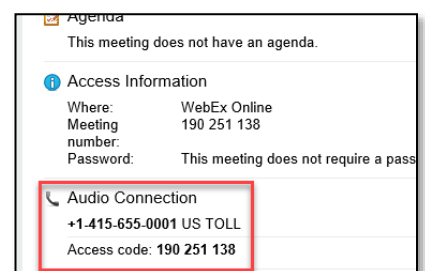 Agenda
This meeting does not have an agenda.
Access Information
Where: WebEx Online
Meeting number: 190 251 138
Password: This meeting does not require a pass
Audio Connection
+1-415-655-0001 US TOLL
Access code: 190 251 138